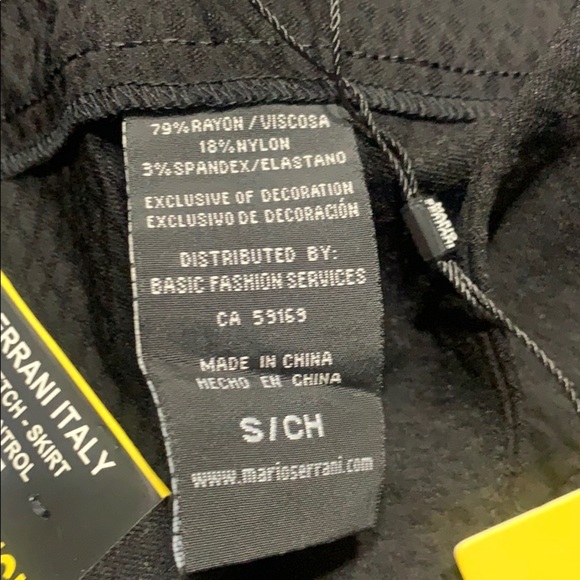 79%RAYON/VISCOSA
18%NYLON
3%SPANDEX/ELASTANO
EXCLUSIVE OF DECORATION
EXCLUSIVO DE DECORACIÓN
DISTRIBUTED BY:
BASIC FASHION SERVICES
CA 59169
MADE IN CHINA
HECHO EN CHINA
S/CH
www.marioserrani.com
ERRANI ITALY
TCH-SKIRT
NTROL